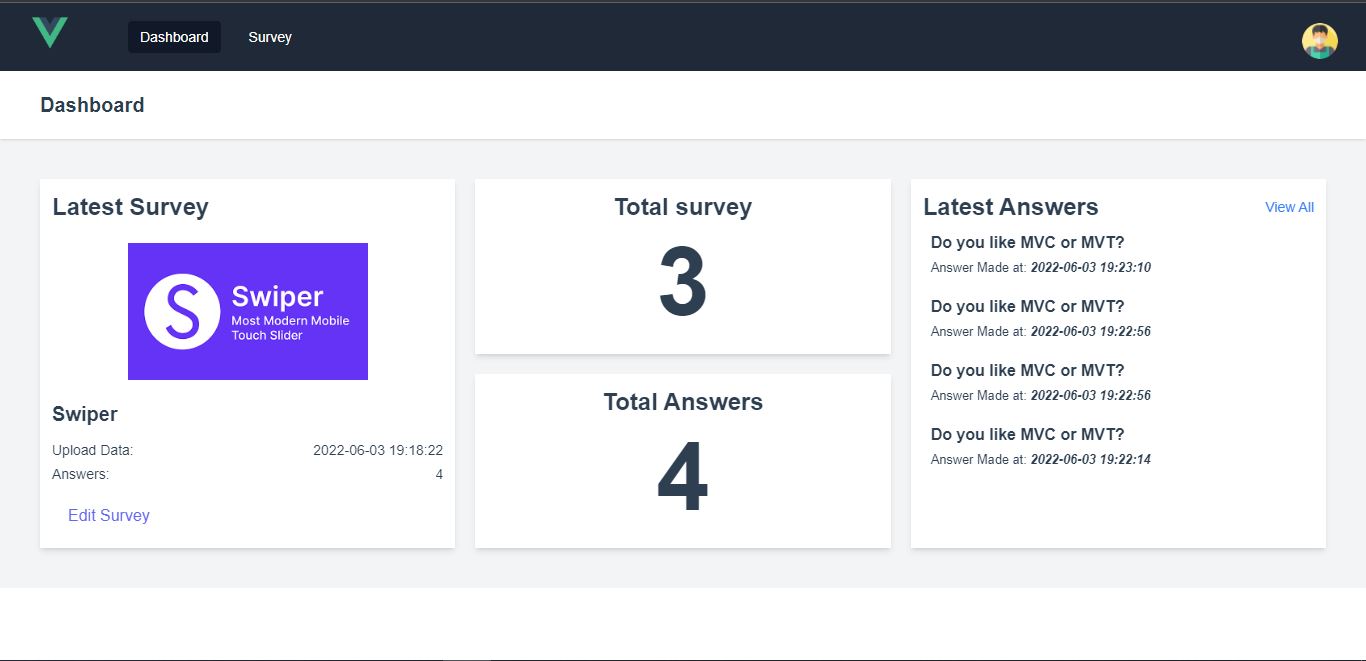 Dashboard
Survey
Dashboard
Latest Survey
Swiper
Most Modern Mobile
Touch Slider
Swiper
Upload Data: 2022-06-03 19:18:22
Answers: 4
Edit Survey
Total survey
3
Total Answers
4
Latest Answers
View All
Do you like MVC or MVT?
Answer Made at: 2022-06-03 19:23:10
Do you like MVC or MVT?
Answer Made at: 2022-06-03 19:22:56
Do you like MVC or MVT?
Answer Made at: 2022-06-03 19:22:56
Do you like MVC or MVT?
Answer Made at: 2022-06-03 19:22:14